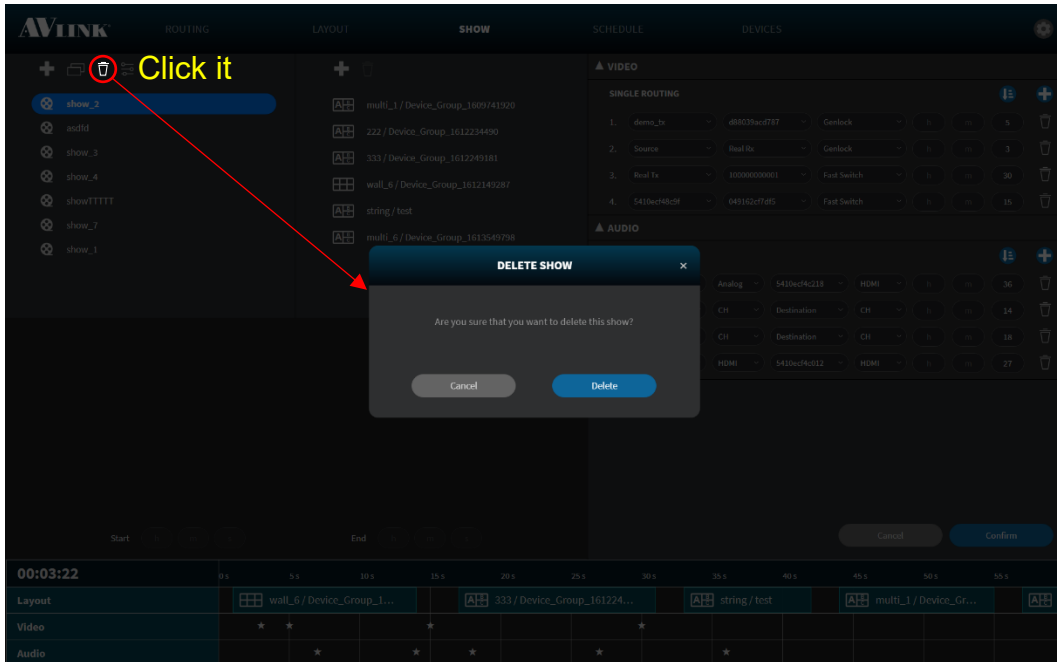 AVLINK ROUTING LAYOUT SHOW SCHEDULE DEVICES
Click it
show_2
asdfd
show_3
show_4
showTTTTT
show_7
show_1
multi_1 / Device_Group_1609741920
222 / Device_Group_1612234490
333 / Device_Group_1612249181
wall_6 / Device_Group_1612149287
string / test
multi_6 / Device_Group_1613549798
VIDEO
SINGLE ROUTING
1. demo_tx d88039acd787 Genlock 5
2. Source Real Rx Genlock 3
3. Real Tx 100000000001 Fast Switch 30
4. 5410ecf48c9f 049162cf7df5 Fast Switch 15
AUDIO
Analog 5410ecf4c218 HDMI 36
CH Destination CH 14
CH Destination CH 18
HDMI 5410ecf4c012 HDMI 27
DELETE SHOW ×
Are you sure that you want to delete this show?
Cancel Delete
Start End
Cancel Confirm
00:03:22 0 s 5 s 10 s 15 s 20 s 25 s 30 s 35 s 40 s 45 s 50 s 55 s
Layout wall_6 / Device_Group_1... 333 / Device_Group_161224... string / test multi_1 / Device_Gr...
Video
Audio